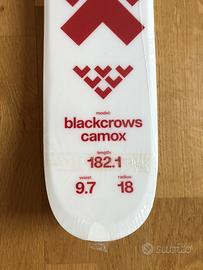 model:
blackcrows
camox
length
182.1
waist
radius
9.7
18
subito